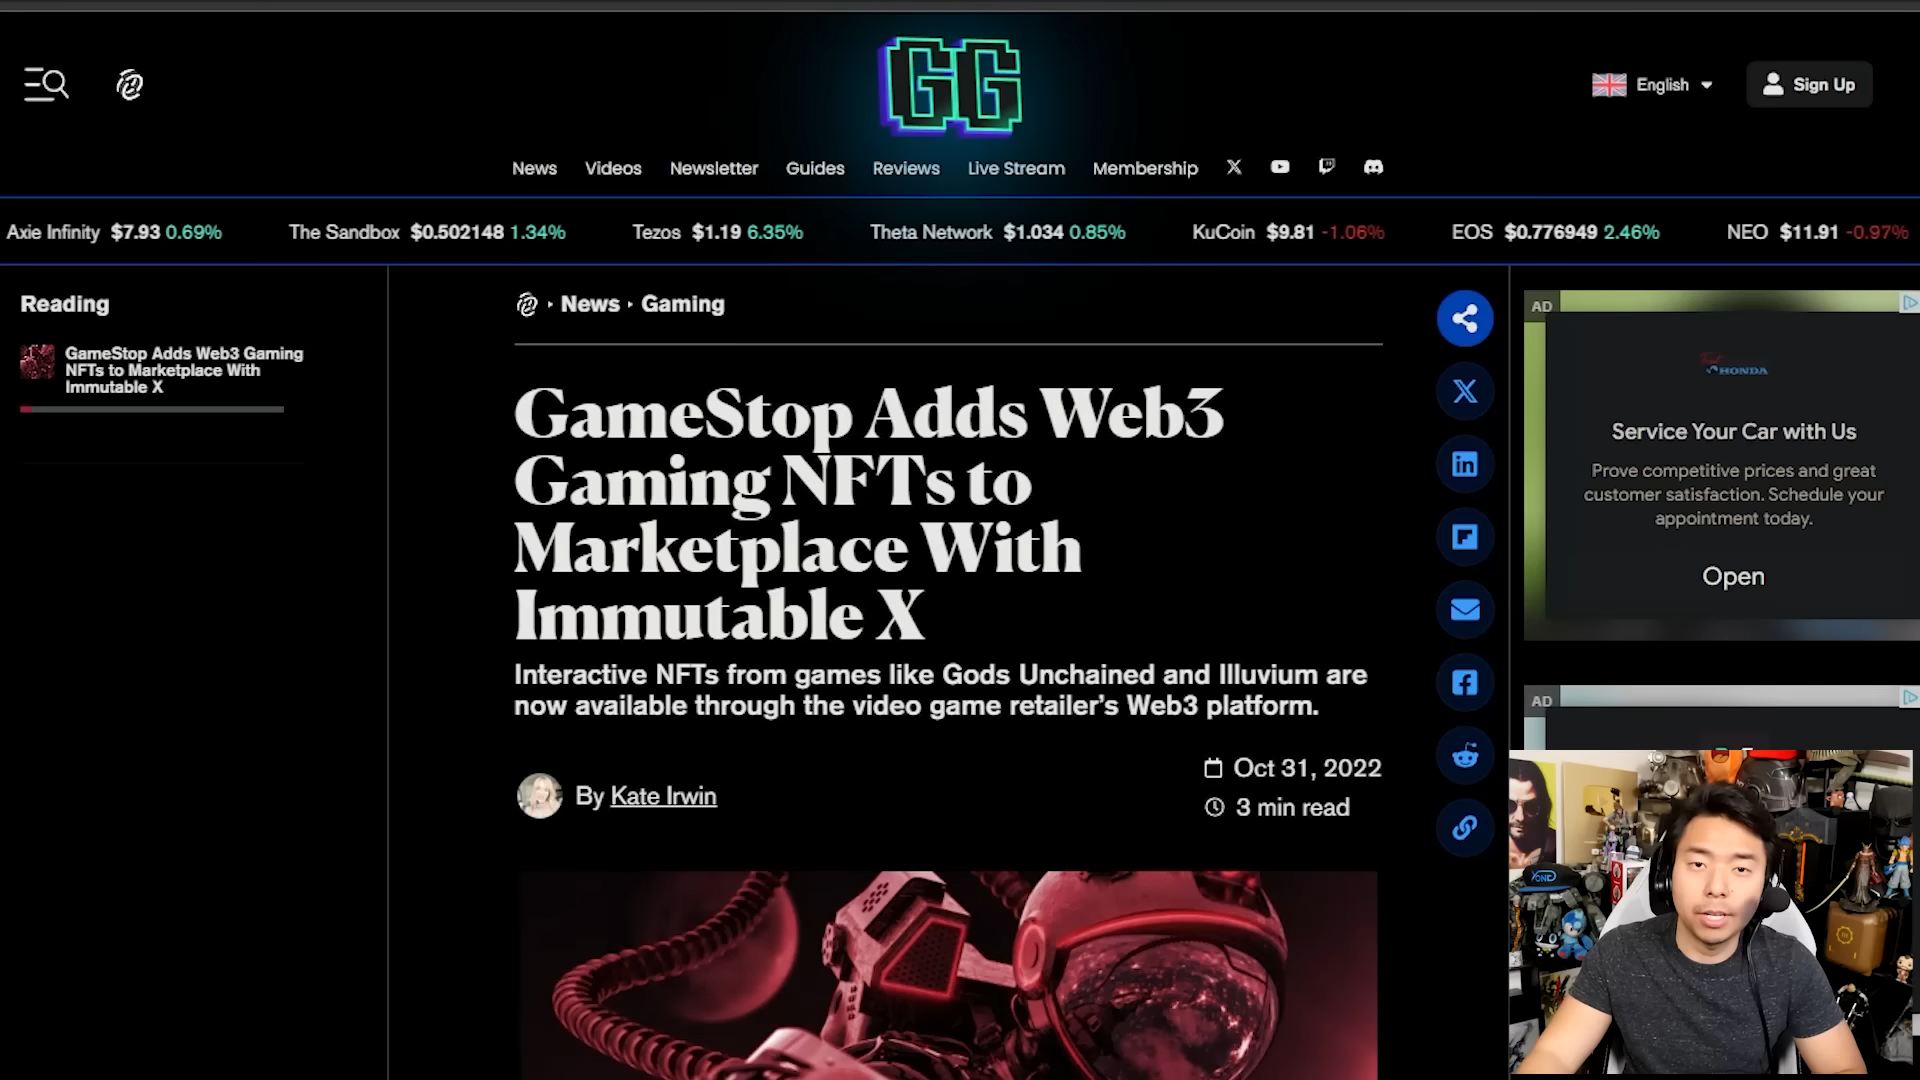 GG
English
Sign Up
News Videos Newsletter Guides Reviews Live Stream Membership
Axie Infinity $7.93 0.69% The Sandbox $0.502148 1.34% Tezos $1.19 6.35% Theta Network $1.034 0.85% KuCoin $9.81 -1.06% EOS $0.776949 2.46% NEO $11.91 -0.97%
Reading
GameStop Adds Web3 Gaming
NFTs to Marketplace With
Immutable X
News Gaming
GameStop Adds Web3
Gaming NFTs to
Marketplace With
Immutable X
Interactive NFTs from games like Gods Unchained and Illuvium are
now available through the video game retailer's Web3 platform.
By Kate Irwin
Oct 31, 2022
3 min read
AD
HONDA
Service Your Car with Us
Prove competitive prices and great
customer satisfaction. Schedule your
appointment today.
Open
AD
YOND